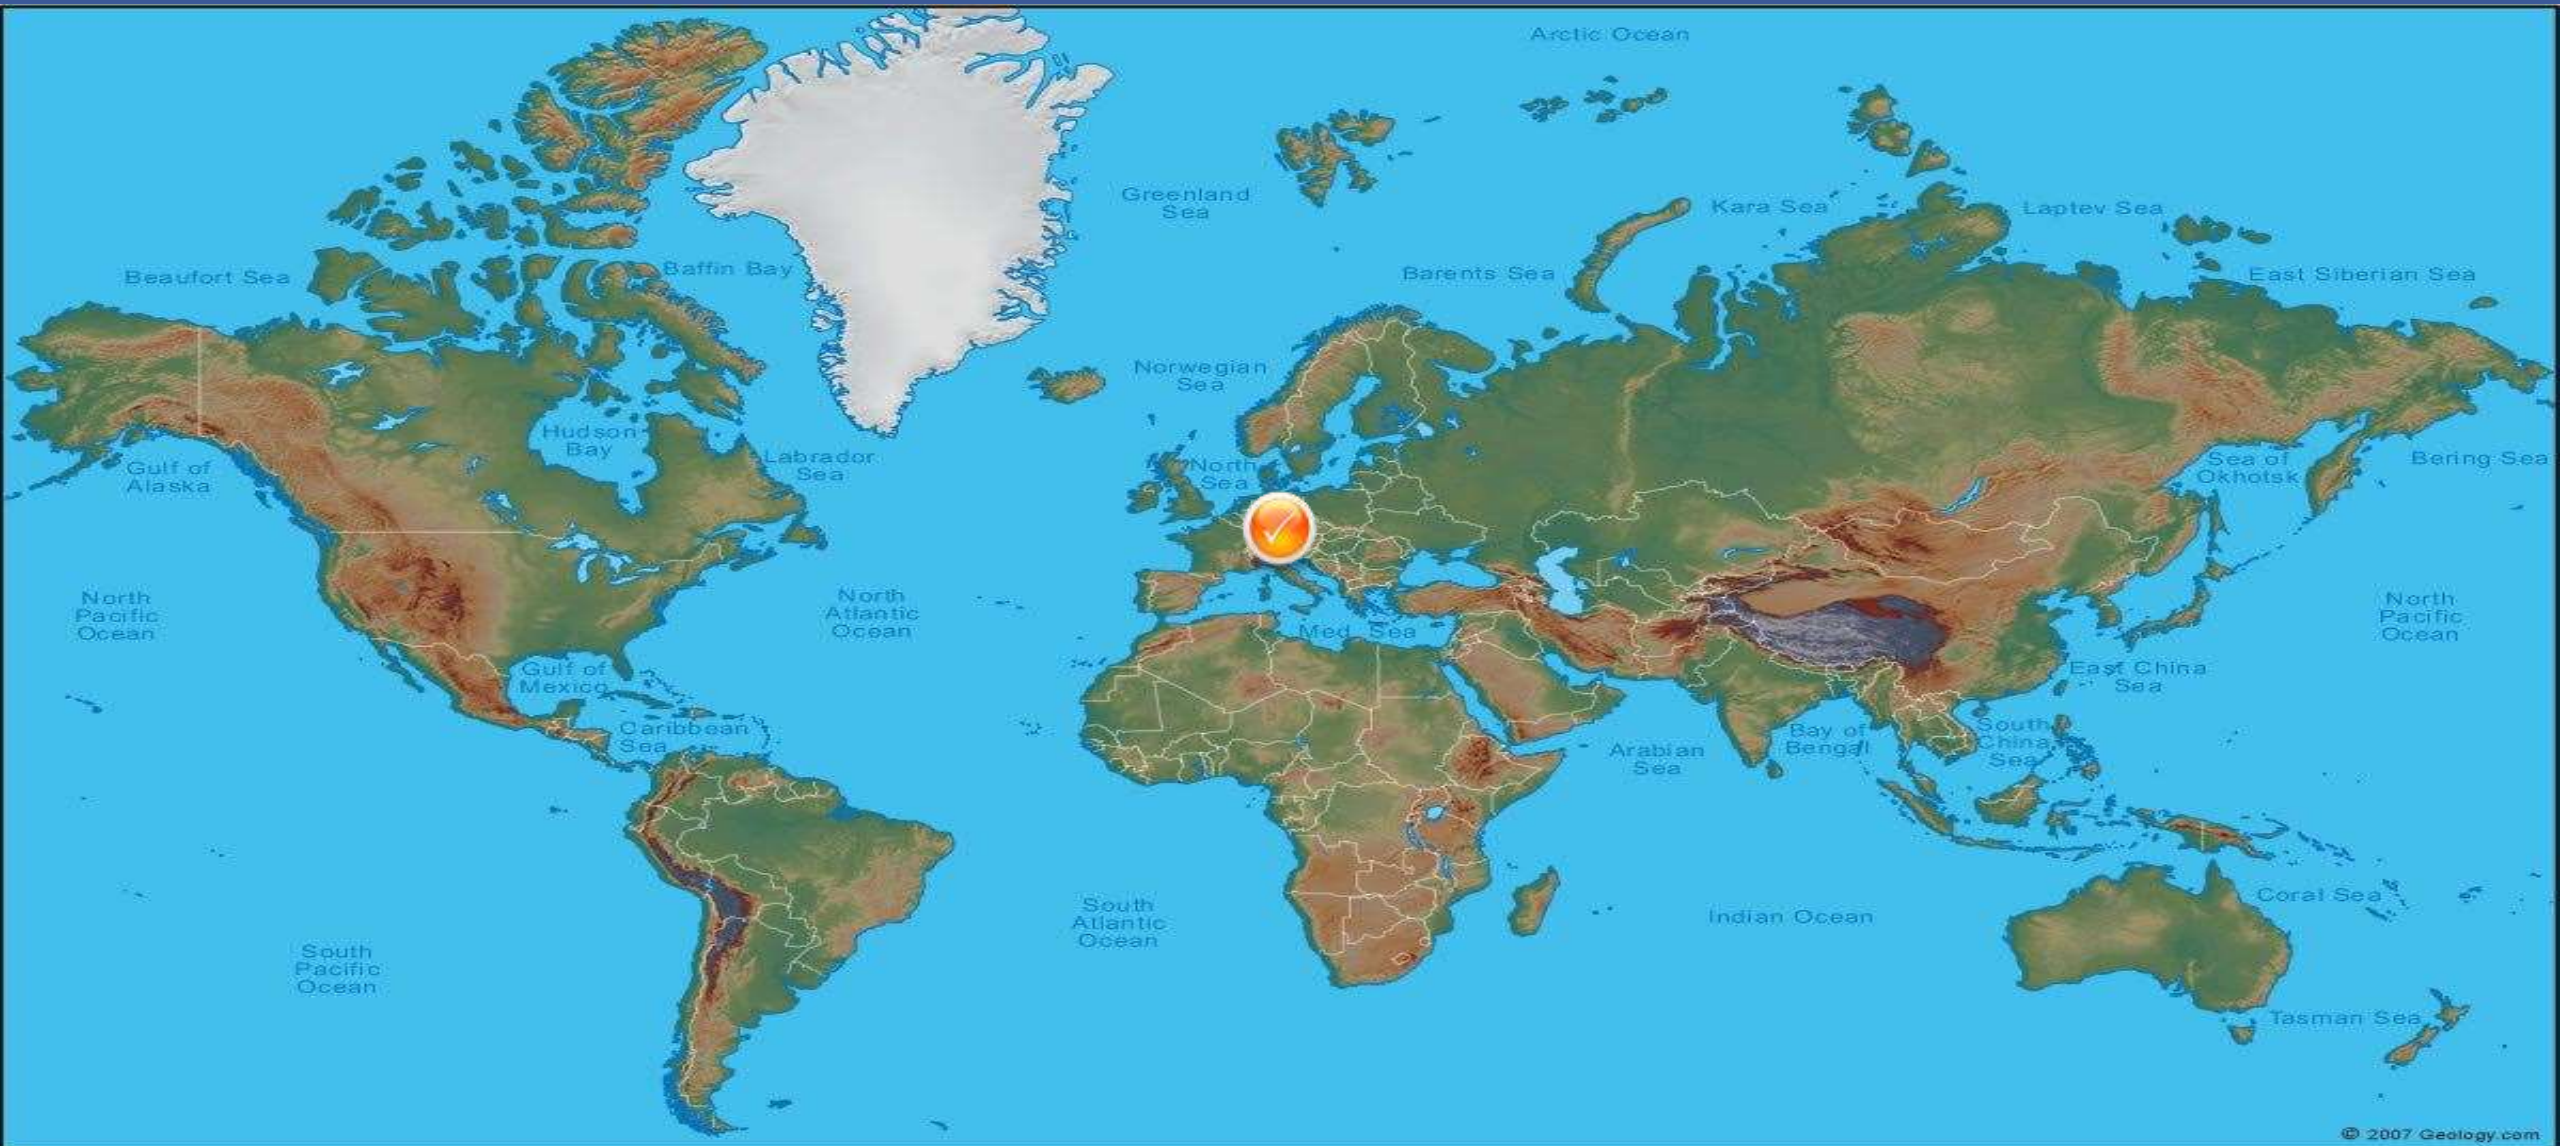 Arctic Ocean
Greenland
Sea
Kara Sea
Laptev Sea
Beaufort Sea
Baffin Bay
Barents Sea
East Siberian Sea
Norwegian
Sea
Hudson
Bay
Labrador
Sea
Gulf of
Alaska
North
Sea
Sea of
Okhotsk
Bering Sea
North
Pacific
Ocean
North
Atlantic
Ocean
Med. Sea
North
Pacific
Ocean
Gulf of
Mexico
East China
Sea
Caribbean
Sea
Arabian
Sea
Bay of
Bengal
South
China
Sea
South
Atlantic
Ocean
Indian Ocean
Coral Sea
South
Pacific
Ocean
Tasman Sea
© 2007 Geology.com